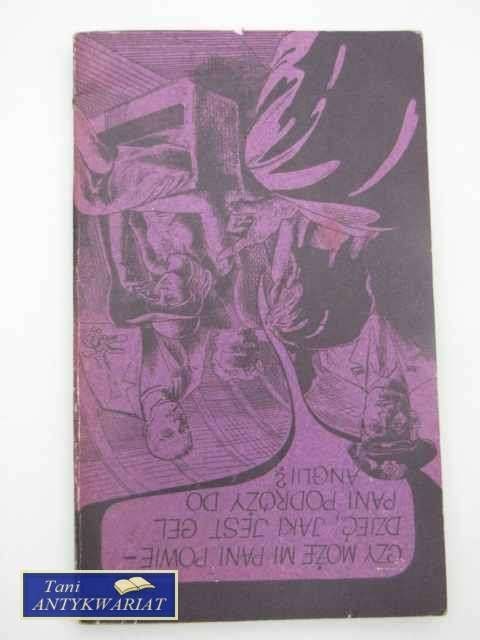 CZY MOŻE MI PANI POWIE-
DZIEĆ, JAKI JEST CEL
PANI PODRÓŻY DO
ANGLII?
Tani
ANTYKWARIAT